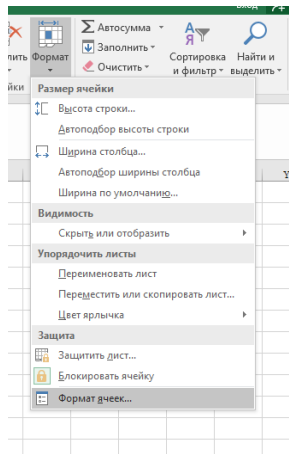 Вход
Σ Автосумма
Заполнить
Очистить
лить Формат
Сортировка
и фильтр
Найти и
выделить
йки
Размер ячейки
Высота строки...
Автоподбор высоты строки
Ширина столбца...
Автоподбор ширины столбца
Ширина по умолчанию...
Видимость
Скрыть или отобразить
Упорядочить листы
Переименовать лист
Переместить или скопировать лист...
Цвет ярлычка
Защита
Защитить лист...
Блокировать ячейку
Формат ячеек...
Y